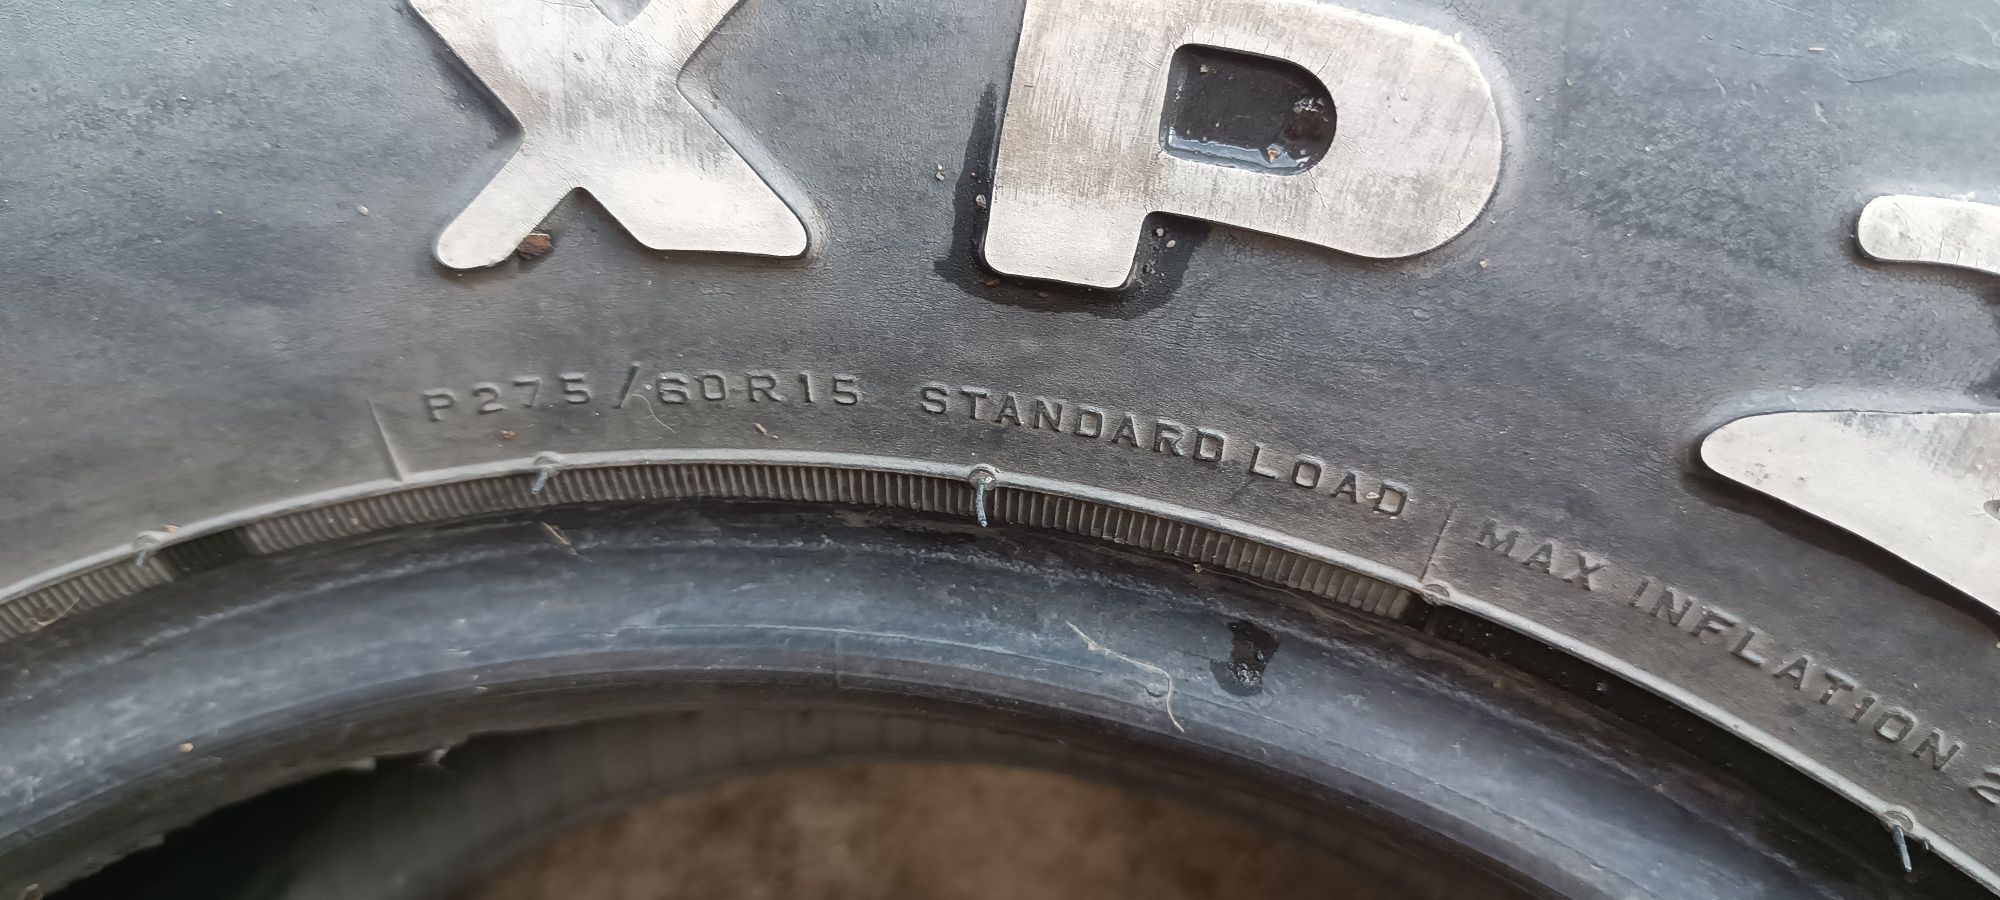 XP
P275/60R15 STANDARD LOAD
MAX INFLATION